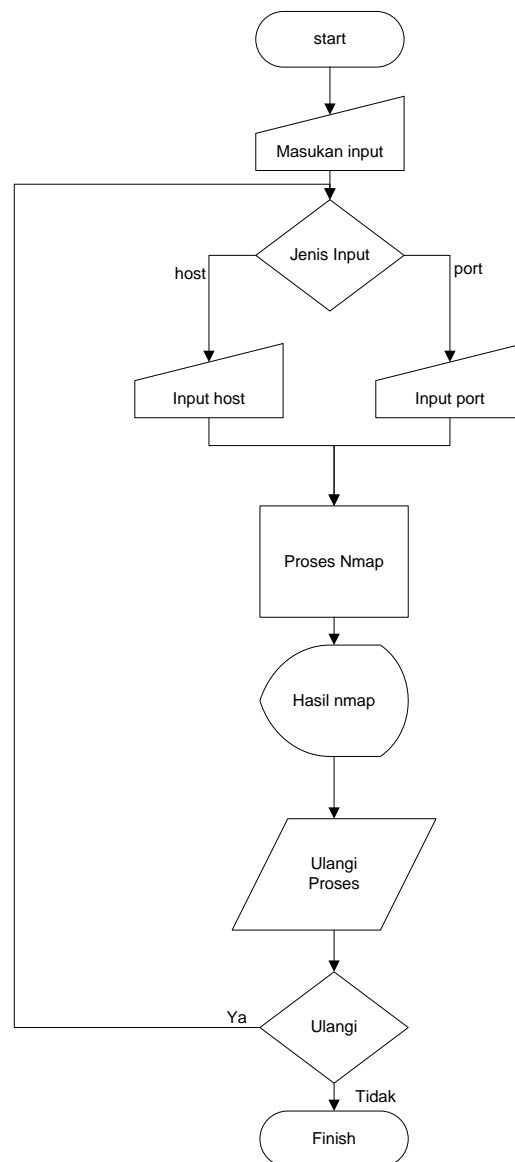 start
Masukan input
Jenis Input
host
port
Input host
Input port
Proses Nmap
Hasil nmap
Ulangi
Proses
Ya
Ulangi
Tidak
Finish